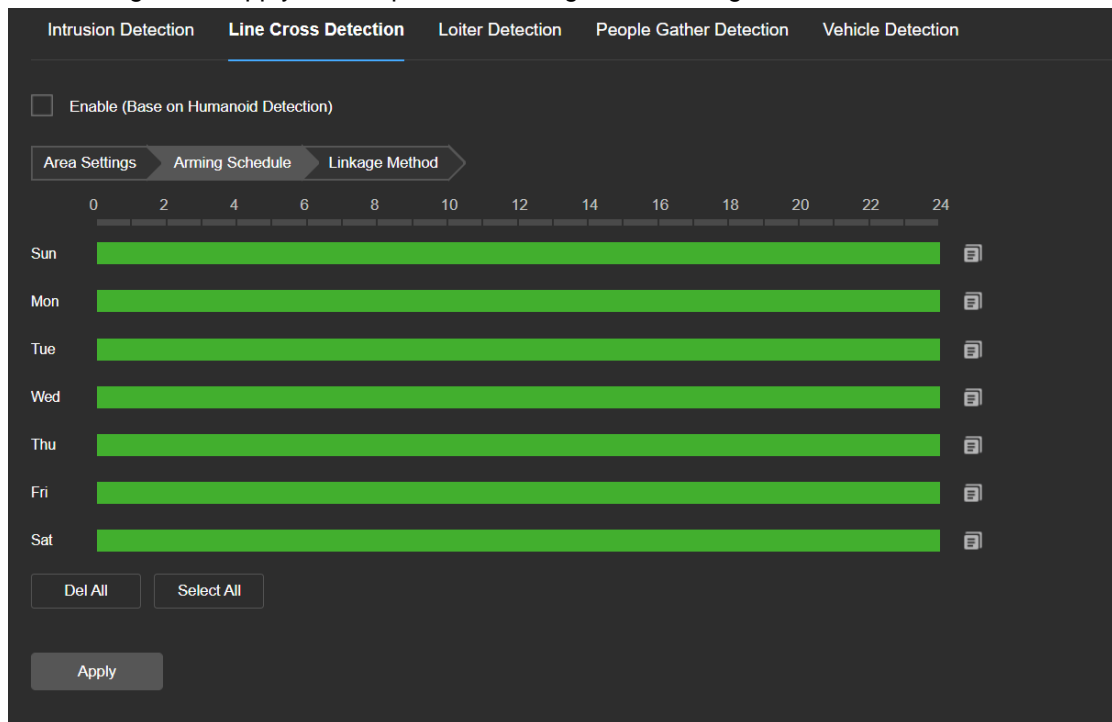 Intrusion Detection Line Cross Detection Loiter Detection People Gather Detection Vehicle Detection
Enable (Base on Humanoid Detection)
Area Settings Arming Schedule Linkage Method
0 2 4 6 8 10 12 14 16 18 20 22 24
Sun
Mon
Tue
Wed
Thu
Fri
Sat
Del All Select All
Apply